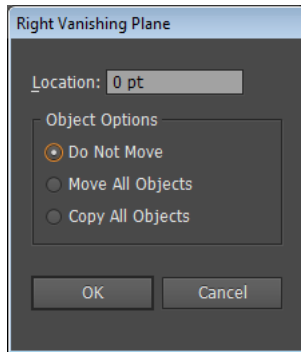 Right Vanishing Plane
Location: 0 pt
Object Options
Do Not Move
Move All Objects
Copy All Objects
OK Cancel